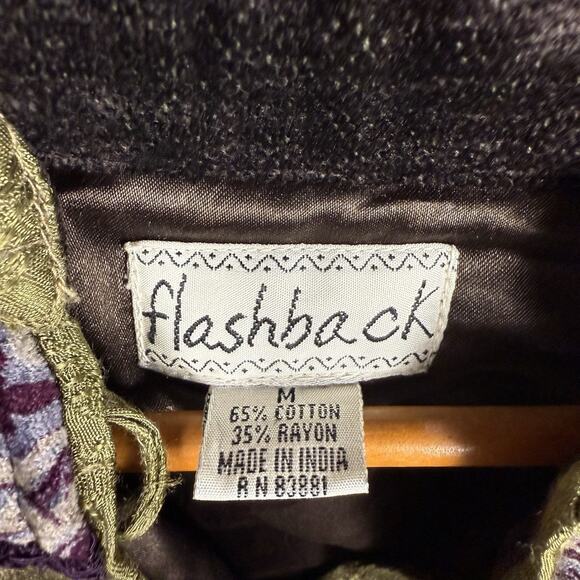 flashback
M
65% COTTON
35% RAYON
MADE IN INDIA
R N 83881